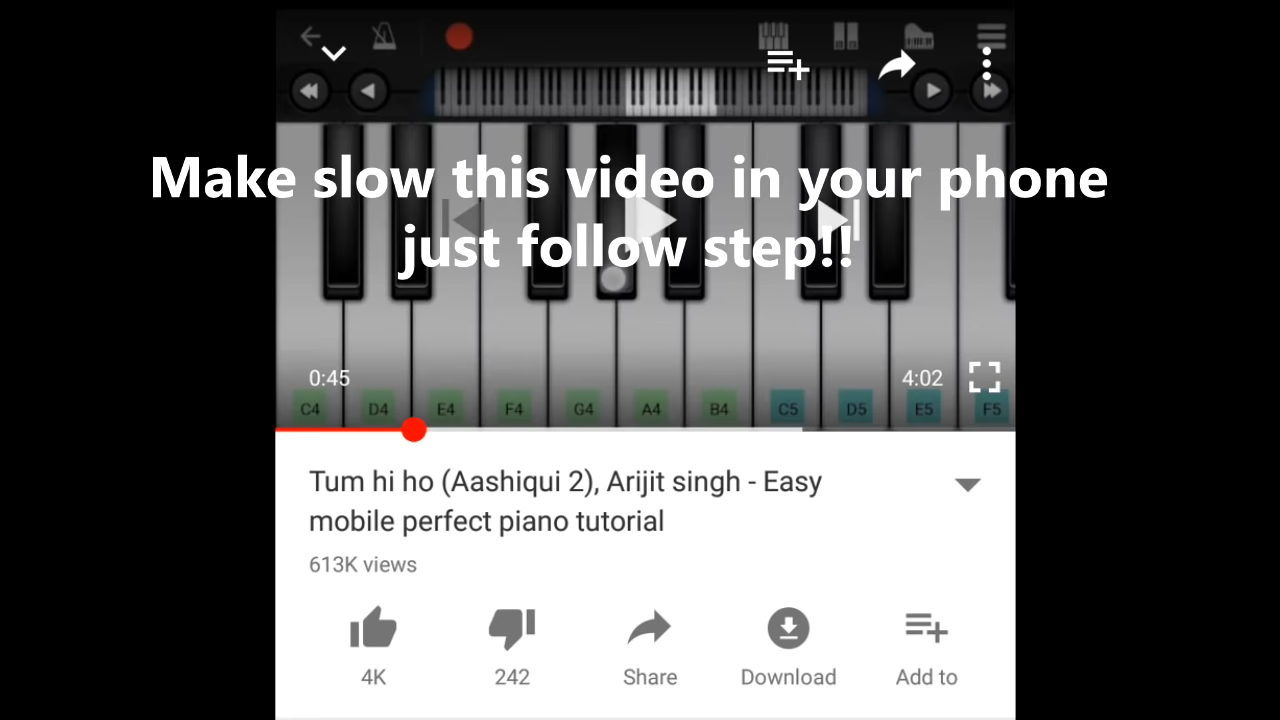 Make slow this video in your phone
just follow step!!
0:45
4:02
C4 D4 E4 F4 G4 A4 B4 C5 D5 E5 F5
Tum hi ho (Aashiqui 2), Arijit singh - Easy
mobile perfect piano tutorial
613K views
4K 242 Share Download Add to